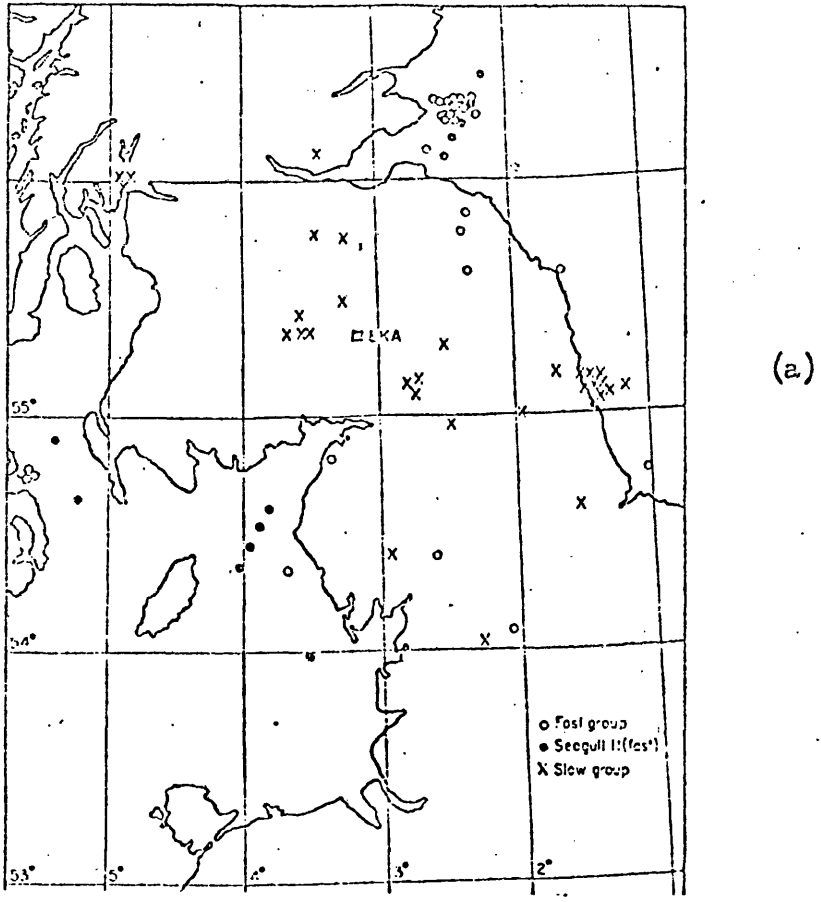 (a)
EKA
55°
54°
o Fast group
● Seagull II (fast)
X Slow group
53°
5°
4°
3°
2°